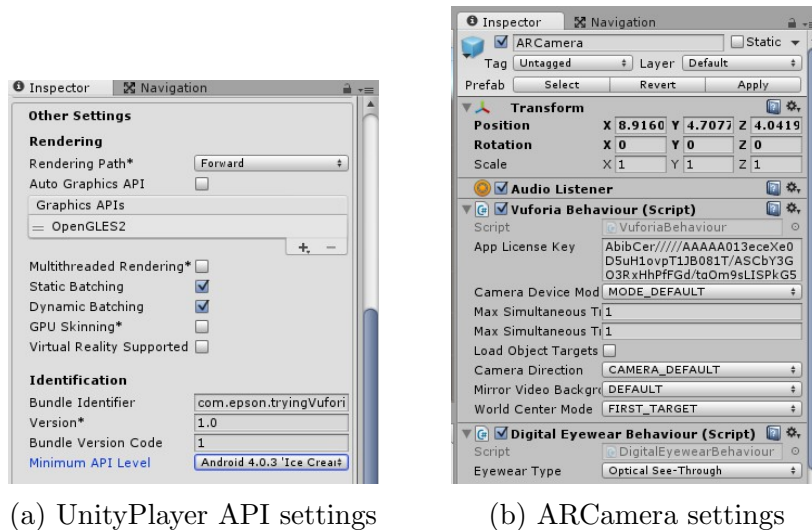 Inspector Navigation
Other Settings
Rendering
Rendering Path* Forward
Auto Graphics API
Graphics APIs
= OpenGLES2
+ −
Multithreaded Rendering*
Static Batching
Dynamic Batching
GPU Skinning*
Virtual Reality Supported
Identification
Bundle Identifier com.epson.tryingVufori
Version* 1.0
Bundle Version Code 1
Minimum API Level Android 4.0.3 'Ice Crear
(a) UnityPlayer API settings
Inspector Navigation
ARCamera Static
Tag Untagged Layer Default
Prefab Select Revert Apply
Transform
Position X 8.9160 Y 4.7077 Z 4.0419
Rotation X 0 Y 0 Z 0
Scale X 1 Y 1 Z 1
Audio Listener
Vuforia Behaviour (Script)
Script VuforiaBehaviour
App License Key AbibCer/////AAAAA013eceXe0
D5uH1ovpT1JB081T/ASCbY3G
O3RxHhPfFGd/taOm9sLISPkG5
Camera Device Mod MODE_DEFAULT
Max Simultaneous Tr 1
Max Simultaneous Tr 1
Load Object Targets
Camera Direction CAMERA_DEFAULT
Mirror Video Backgro DEFAULT
World Center Mode FIRST_TARGET
Digital Eyewear Behaviour (Script)
Script DigitalEyewearBehaviour
Eyewear Type Optical See-Through
(b) ARCamera settings